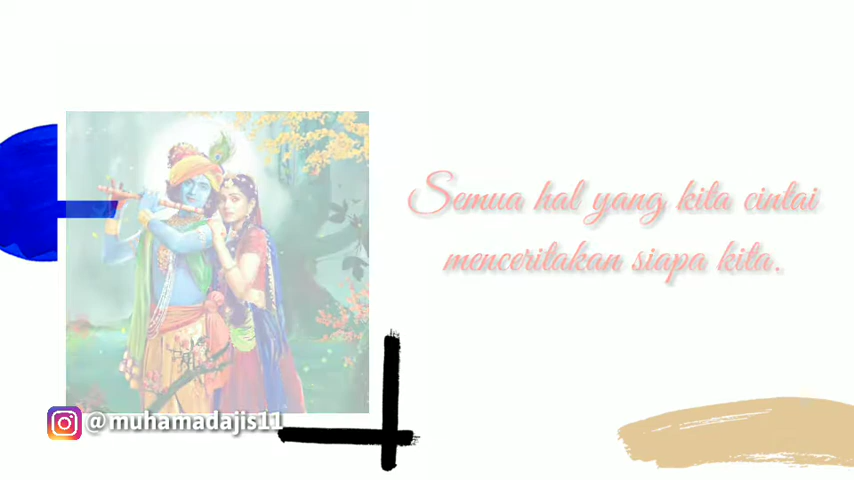 Semua hal yang kita cintai
menceritakan siapa kita.
@muhamadajis11